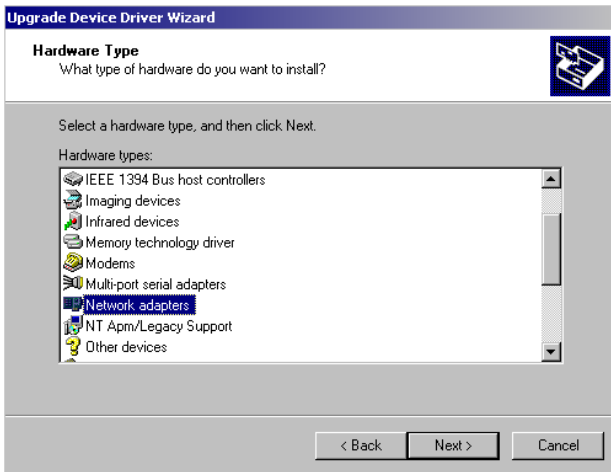 Upgrade Device Driver Wizard
Hardware Type
What type of hardware do you want to install?
Select a hardware type, and then click Next.
Hardware types:
IEEE 1394 Bus host controllers
Imaging devices
Infrared devices
Memory technology driver
Modems
Multi-port serial adapters
Network adapters
NT Apm/Legacy Support
Other devices
< Back Next > Cancel